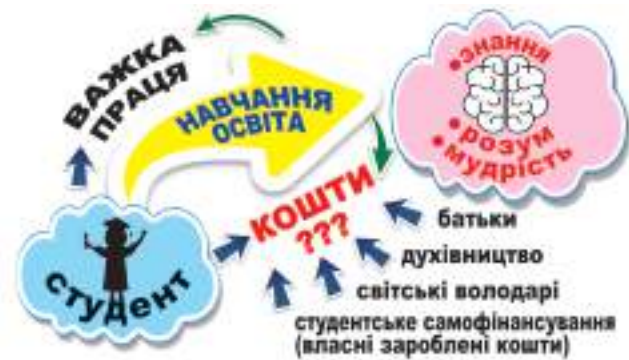 ВАЖКА
ПРАЦЯ
НАВЧАННЯ
ОСВІТА
•знання
•розум
•мудрість
студент
КОШТИ
???
батьки
духівництво
світські володарі
студентське самофінансування
(власні зароблені кошти)